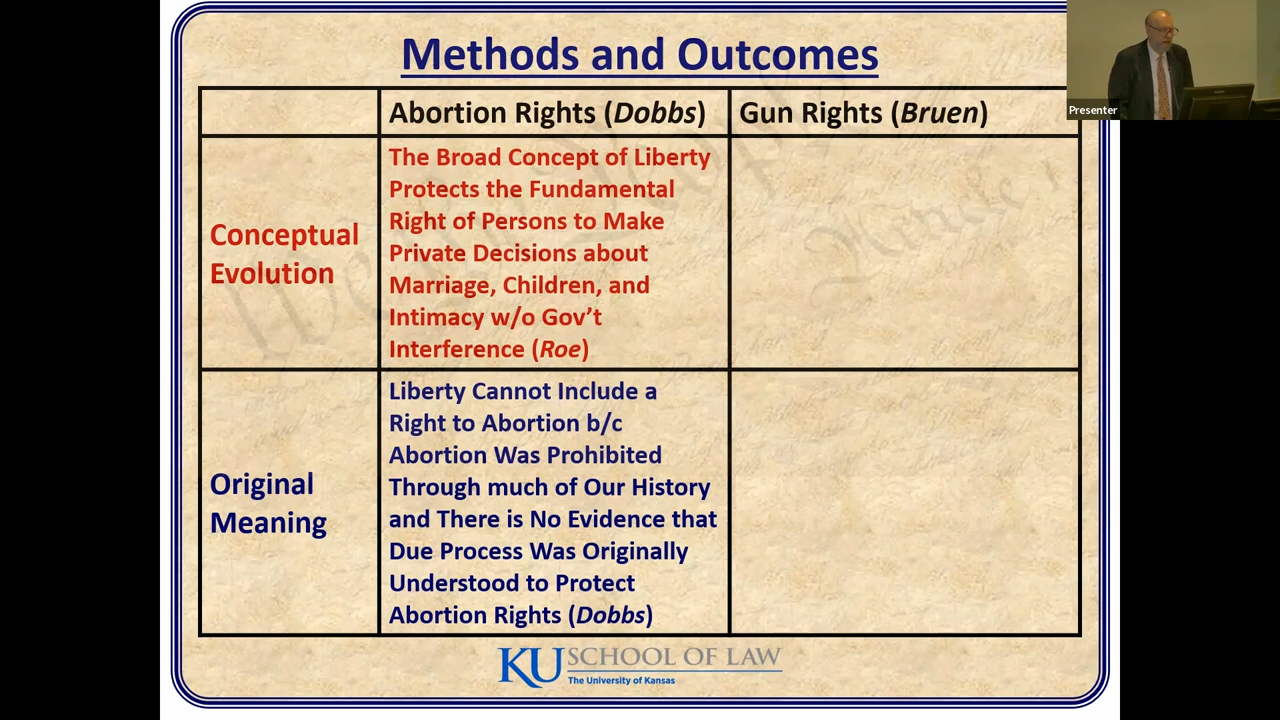 Methods and Outcomes
Abortion Rights (Dobbs)
Gun Rights (Bruen)
Conceptual
Evolution
The Broad Concept of Liberty
Protects the Fundamental
Right of Persons to Make
Private Decisions about
Marriage, Children, and
Intimacy w/o Gov’t
Interference (Roe)
Original
Meaning
Liberty Cannot Include a
Right to Abortion b/c
Abortion Was Prohibited
Through much of Our History
and There is No Evidence that
Due Process Was Originally
Understood to Protect
Abortion Rights (Dobbs)
KU SCHOOL OF LAW
The University of Kansas
Presenter